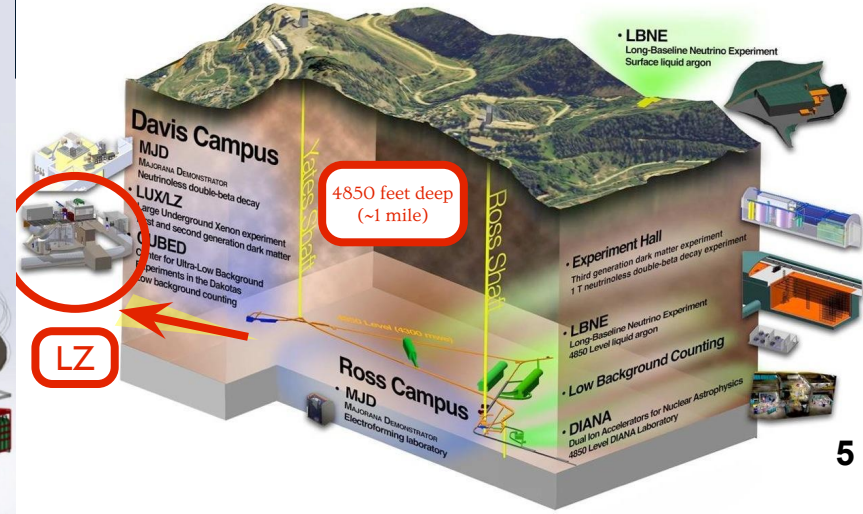 · LBNE
Long-Baseline Neutrino Experiment
Surface liquid argon
Davis Campus
MJD
MAJORANA DEMONSTRATOR
Neutrinoless double-beta decay
· LUX/LZ
Large Underground Xenon experiment
First and second generation dark matter
CUBED
Center for Ultra-Low Background
Experiments in the Dakotas
Low background counting
Yates Shaft
4850 feet deep
(~1 mile)
Ross Shaft
LZ
4850 Level (4300 mwe)
· Experiment Hall
Third generation dark matter experiment
1 T neutrinoless double-beta decay experiment
· LBNE
Long-Baseline Neutrino Experiment
4850 Level liquid argon
· Low Background Counting
· DIANA
Dual Ion Accelerators for Nuclear Astrophysics
4850 Level DIANA Laboratory
Ross Campus
· MJD
MAJORANA DEMONSTRATOR
Electroforming laboratory
5